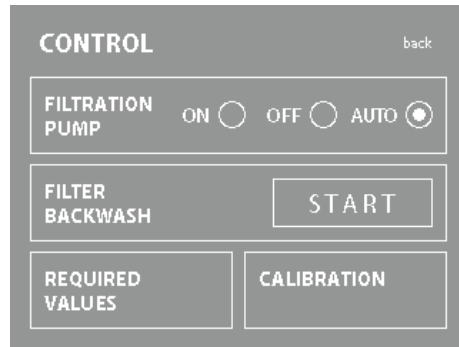 CONTROL back
FILTRATION
PUMP
ON OFF AUTO
FILTER
BACKWASH
START
REQUIRED
VALUES
CALIBRATION